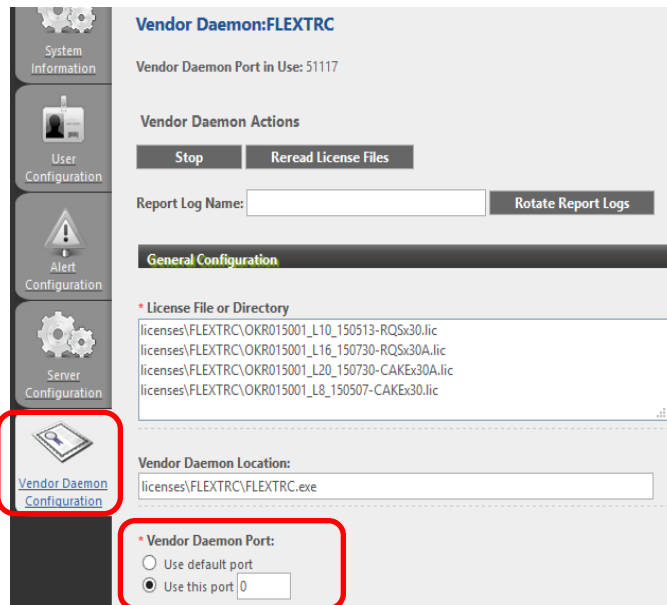 System
Information
User
Configuration
Alert
Configuration
Server
Configuration
Vendor Daemon
Configuration
Vendor Daemon:FLEXTRC
Vendor Daemon Port in Use: 51117
Vendor Daemon Actions
Stop Reread License Files
Report Log Name: Rotate Report Logs
General Configuration
* License File or Directory
licenses\FLEXTRC\OKR015001_L10_150513-RQSx30.lic
licenses\FLEXTRC\OKR015001_L16_150730-RQSx30A.lic
licenses\FLEXTRC\OKR015001_L20_150730-CAKEx30A.lic
licenses\FLEXTRC\OKR015001_L8_150507-CAKEx30.lic
Vendor Daemon Location:
licenses\FLEXTRC\FLEXTRC.exe
* Vendor Daemon Port:
Use default port
Use this port 0